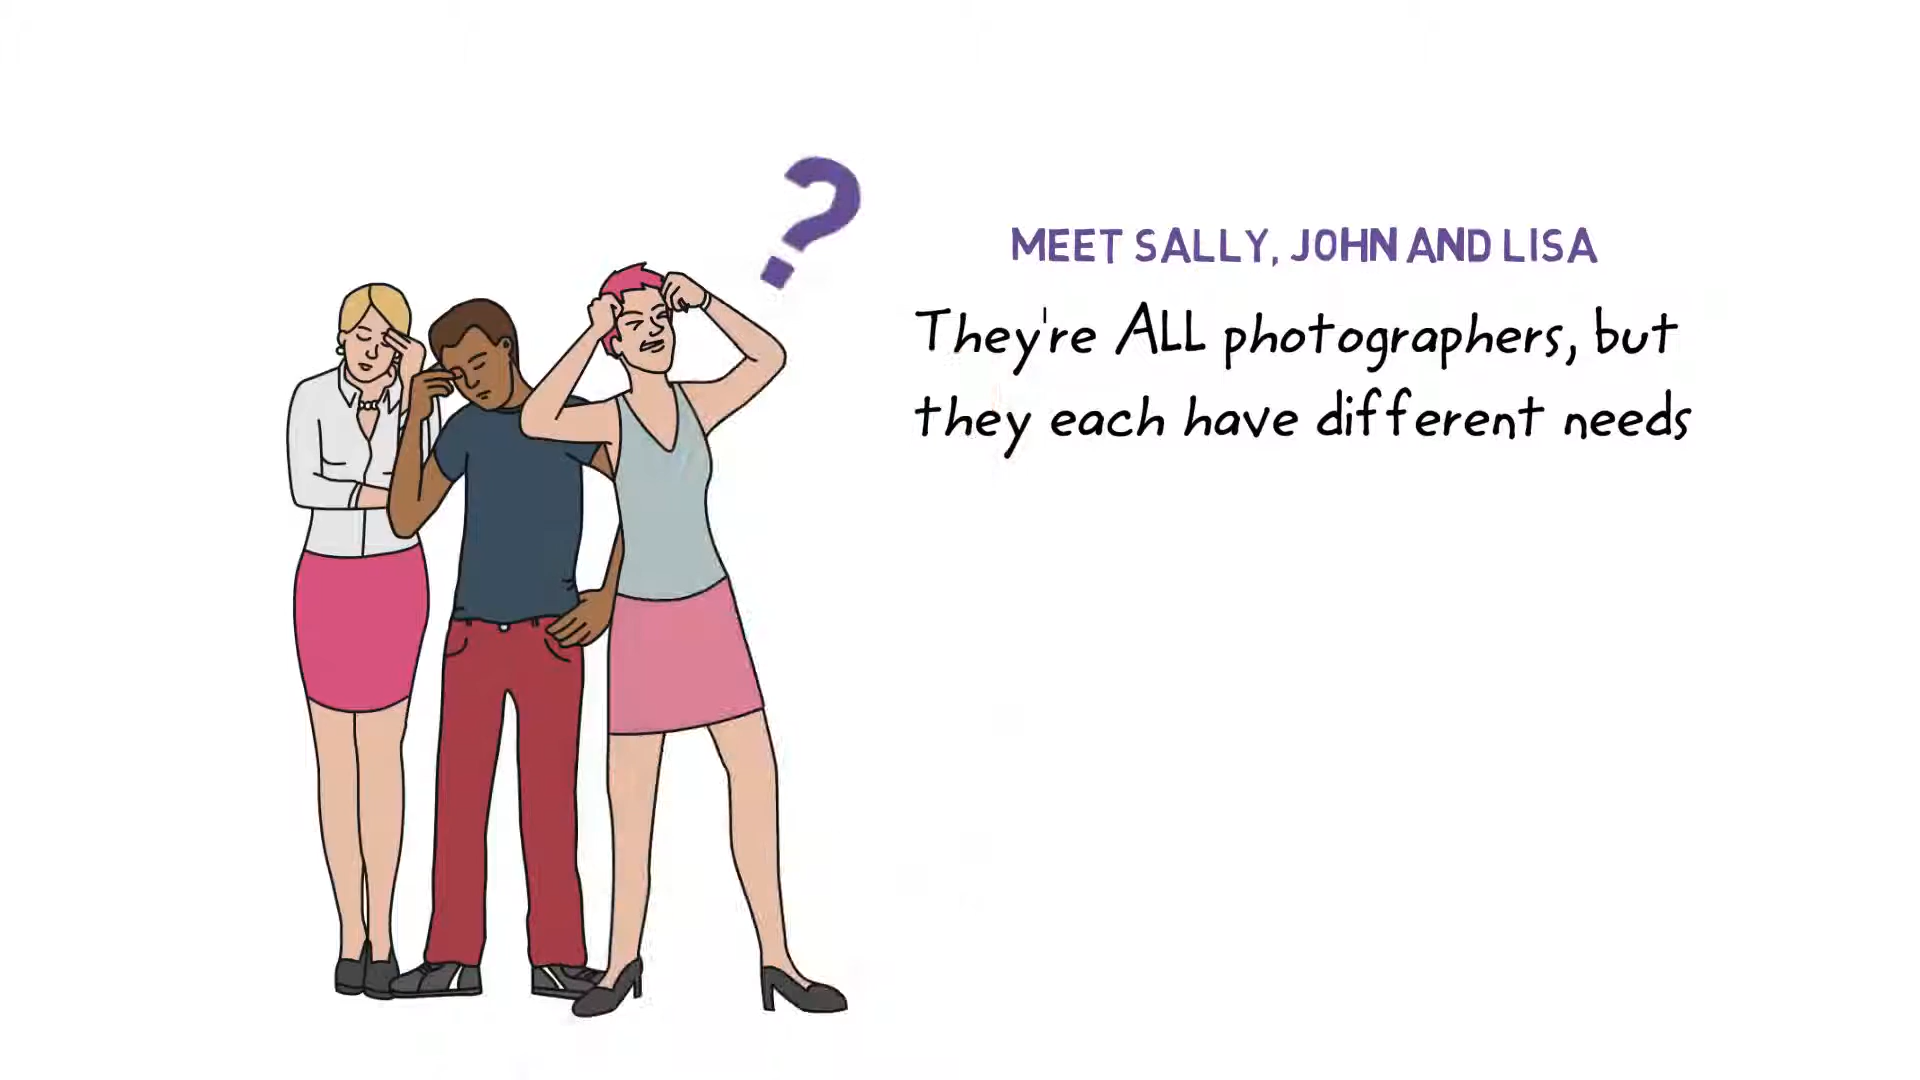 ?
MEET SALLY, JOHN AND LISA
They're ALL photographers, but
they each have different needs